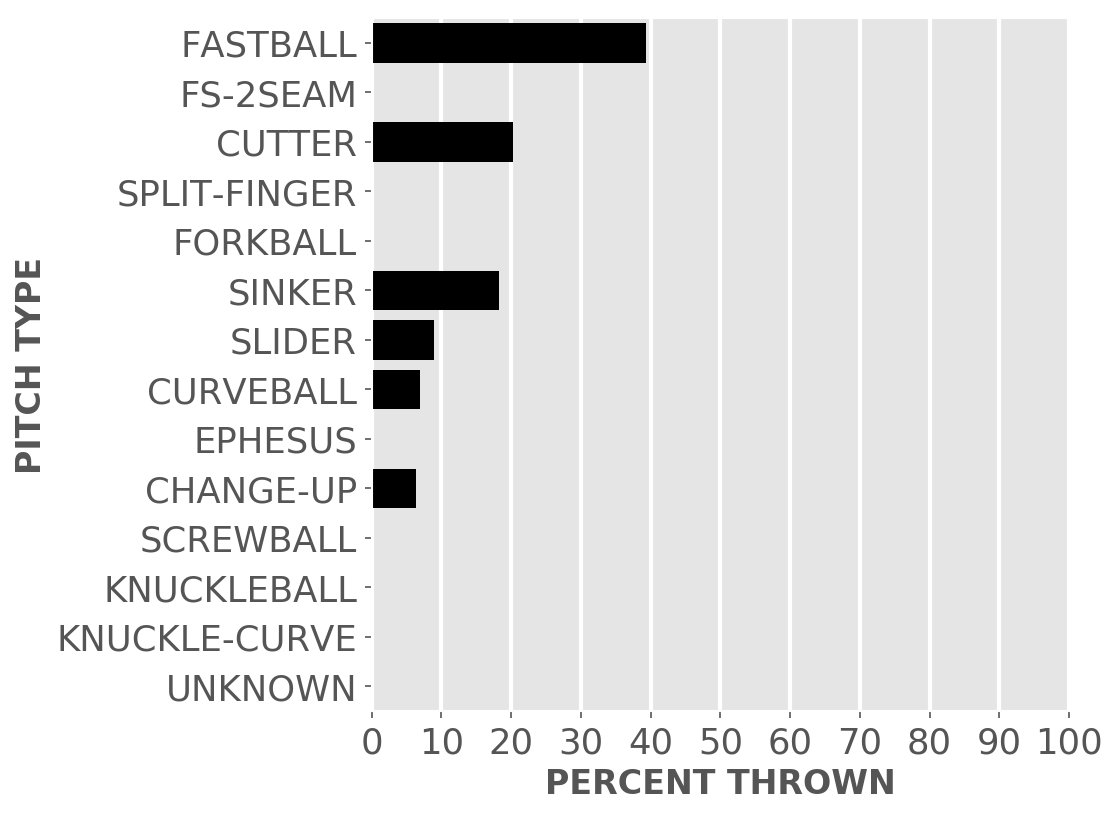 FASTBALL
FS-2SEAM
CUTTER
SPLIT-FINGER
FORKBALL
SINKER
SLIDER
CURVEBALL
EPHESUS
CHANGE-UP
SCREWBALL
KNUCKLEBALL
KNUCKLE-CURVE
UNKNOWN
PITCH TYPE
0 10 20 30 40 50 60 70 80 90 100
PERCENT THROWN